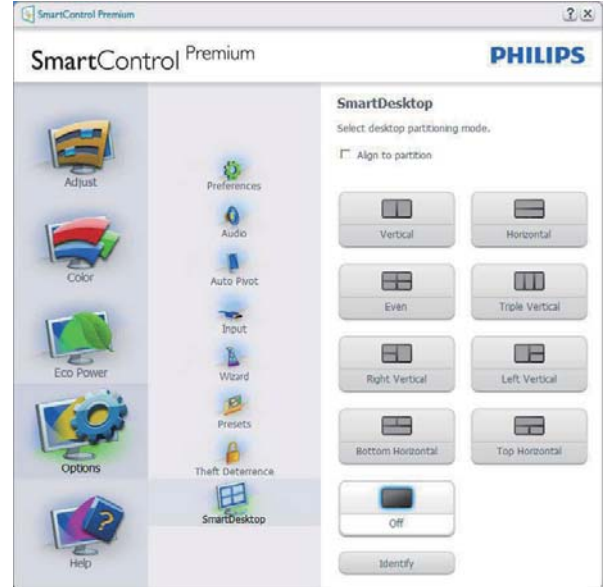 SmartControl Premium
? x
SmartControl Premium
PHILIPS
Adjust
Color
Eco Power
Options
Help
Preferences
Audio
Auto Pivot
Input
Wizard
Presets
Theft Deterrence
SmartDesktop
SmartDesktop
Select desktop partitioning mode.
Align to partition
Vertical
Horizontal
Even
Triple Vertical
Right Vertical
Left Vertical
Bottom Horizontal
Top Horizontal
Off
Identify